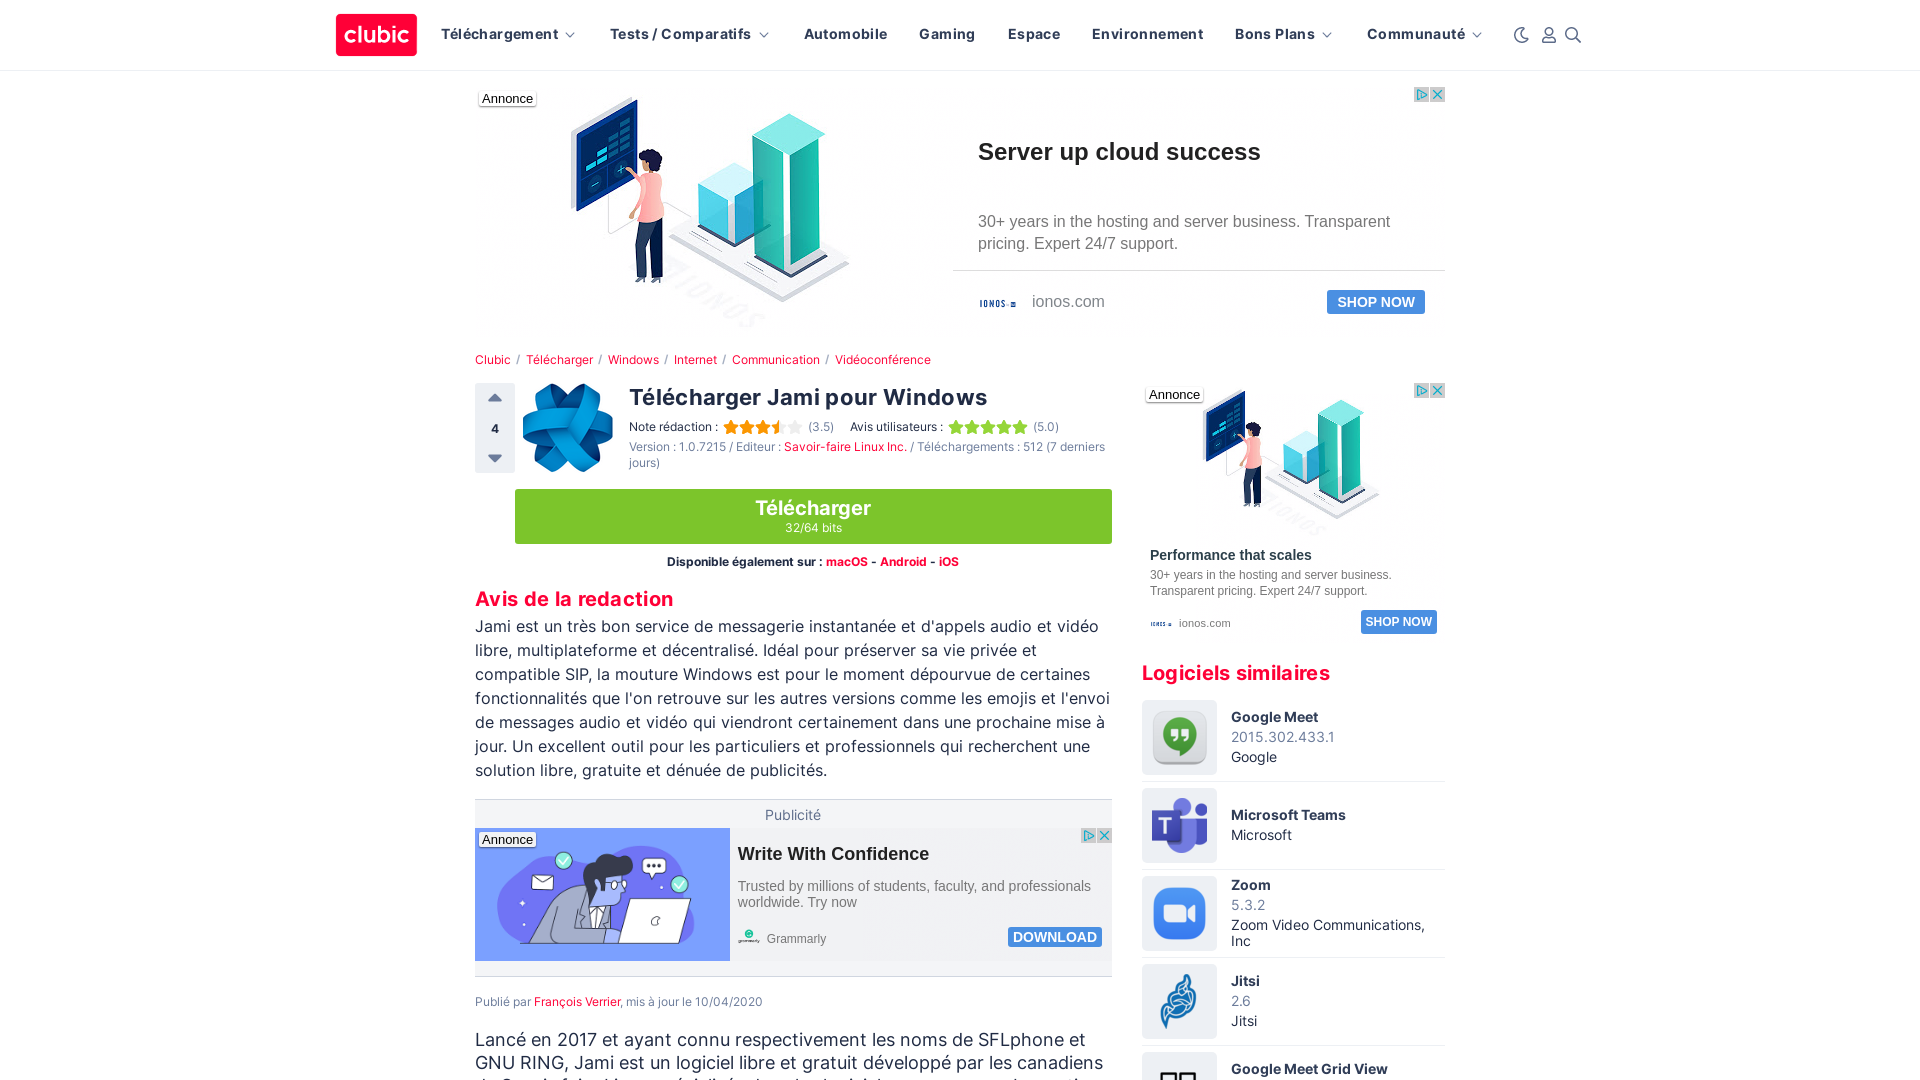 clubic Téléchargement Tests / Comparatifs Automobile Gaming Espace Environnement Bons Plans Communauté
Annonce
Server up cloud success
30+ years in the hosting and server business. Transparent
pricing. Expert 24/7 support.
IONOS
ionos.com
SHOP NOW
Clubic / Télécharger / Windows / Internet / Communication / Vidéoconférence
4
Télécharger Jami pour Windows
Note rédaction : (3.5) Avis utilisateurs : (5.0)
Version : 1.0.7215 / Editeur : Savoir-faire Linux Inc. / Téléchargements : 512 (7 derniers
jours)
Télécharger
32/64 bits
Disponible également sur : macOS - Android - iOS
Avis de la redaction
Jami est un très bon service de messagerie instantanée et d'appels audio et vidéo
libre, multiplateforme et décentralisé. Idéal pour préserver sa vie privée et
compatible SIP, la mouture Windows est pour le moment dépourvue de certaines
fonctionnalités que l'on retrouve sur les autres versions comme les emojis et l'envoi
de messages audio et vidéo qui viendront certainement dans une prochaine mise à
jour. Un excellent outil pour les particuliers et professionnels qui recherchent une
solution libre, gratuite et dénuée de publicités.
Publicité
Annonce
Write With Confidence
Trusted by millions of students, faculty, and professionals
worldwide. Try now
grammarly
Grammarly
DOWNLOAD
Publié par François Verrier, mis à jour le 10/04/2020
Lancé en 2017 et ayant connu respectivement les noms de SFLphone et
GNU RING, Jami est un logiciel libre et gratuit développé par les canadiens
Annonce
Performance that scales
30+ years in the hosting and server business.
Transparent pricing. Expert 24/7 support.
IONOS
ionos.com
SHOP NOW
Logiciels similaires
Google Meet
2015.302.433.1
Google
Microsoft Teams
Microsoft
Zoom
5.3.2
Zoom Video Communications,
Inc
Jitsi
2.6
Jitsi
Google Meet Grid View